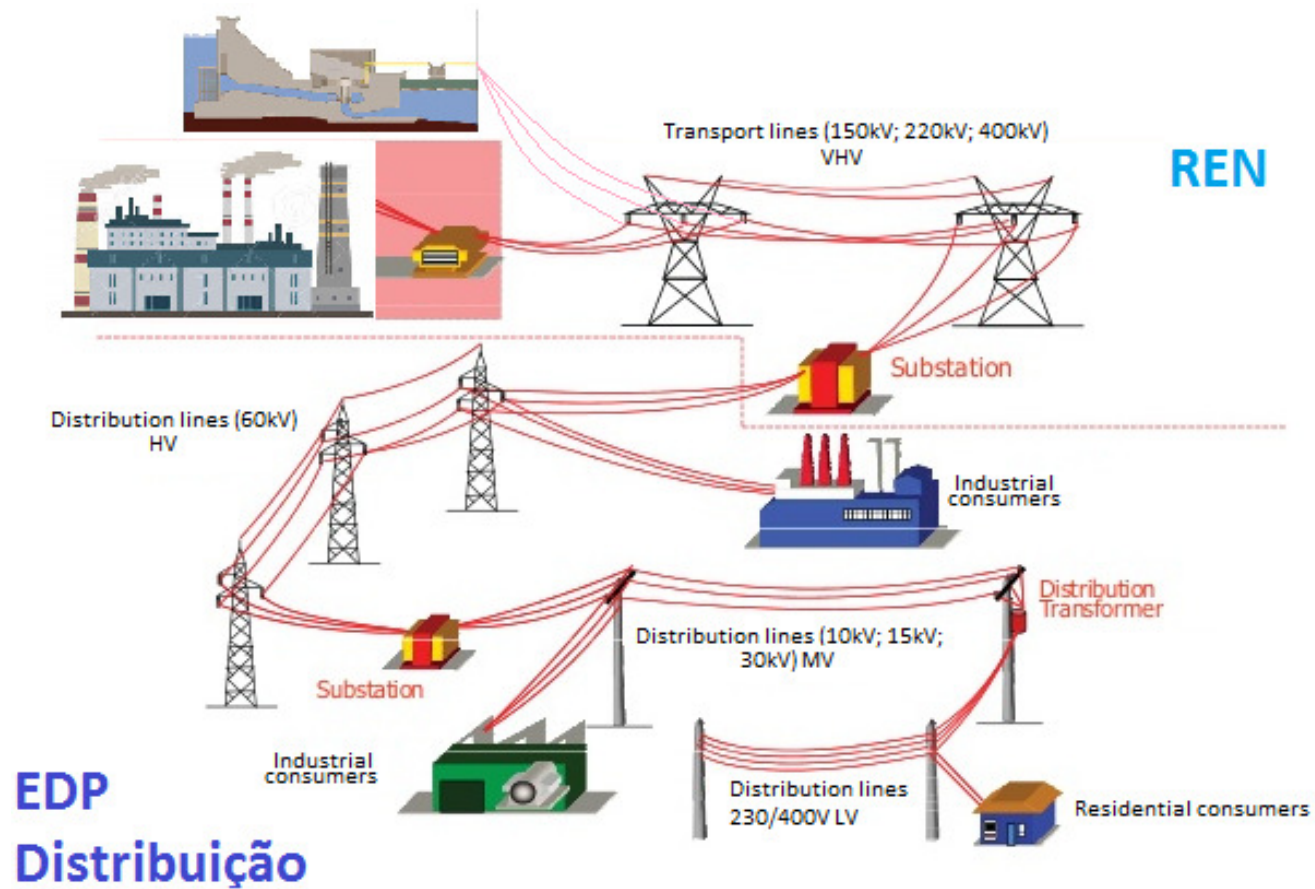 Transport lines (150kV; 220kV; 400kV)
VHV
REN
Substation
Distribution lines (60kV)
HV
Industrial
consumers
Distribution
Transformer
Distribution lines (10kV; 15kV;
30kV) MV
Substation
Industrial
consumers
Distribution lines
230/400V LV
Residential consumers
EDP
Distribuição